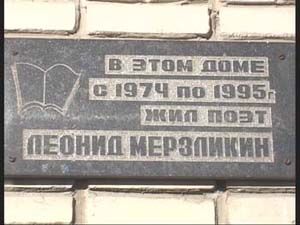 В ЭТОМ ДОМЕ
С 1974 ПО 1995г.
ЖИЛ ПОЭТ
ЛЕОНИД МЕРЗЛИКИН